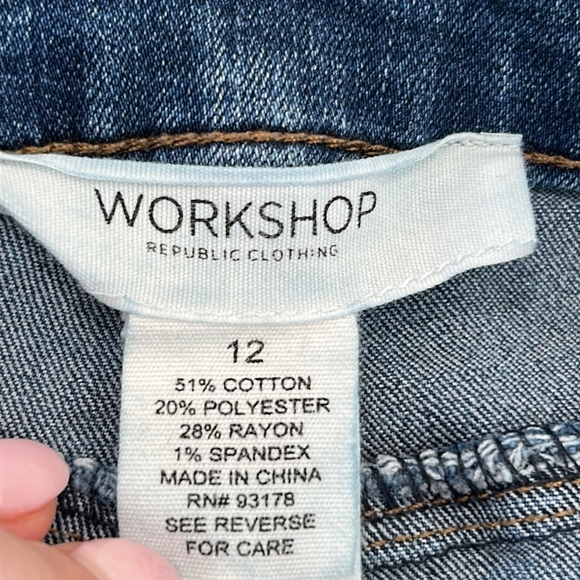 WORKSHOP
REPUBLIC CLOTHING
12
51% COTTON
20% POLYESTER
28% RAYON
1% SPANDEX
MADE IN CHINA
RN# 93178
SEE REVERSE
FOR CARE